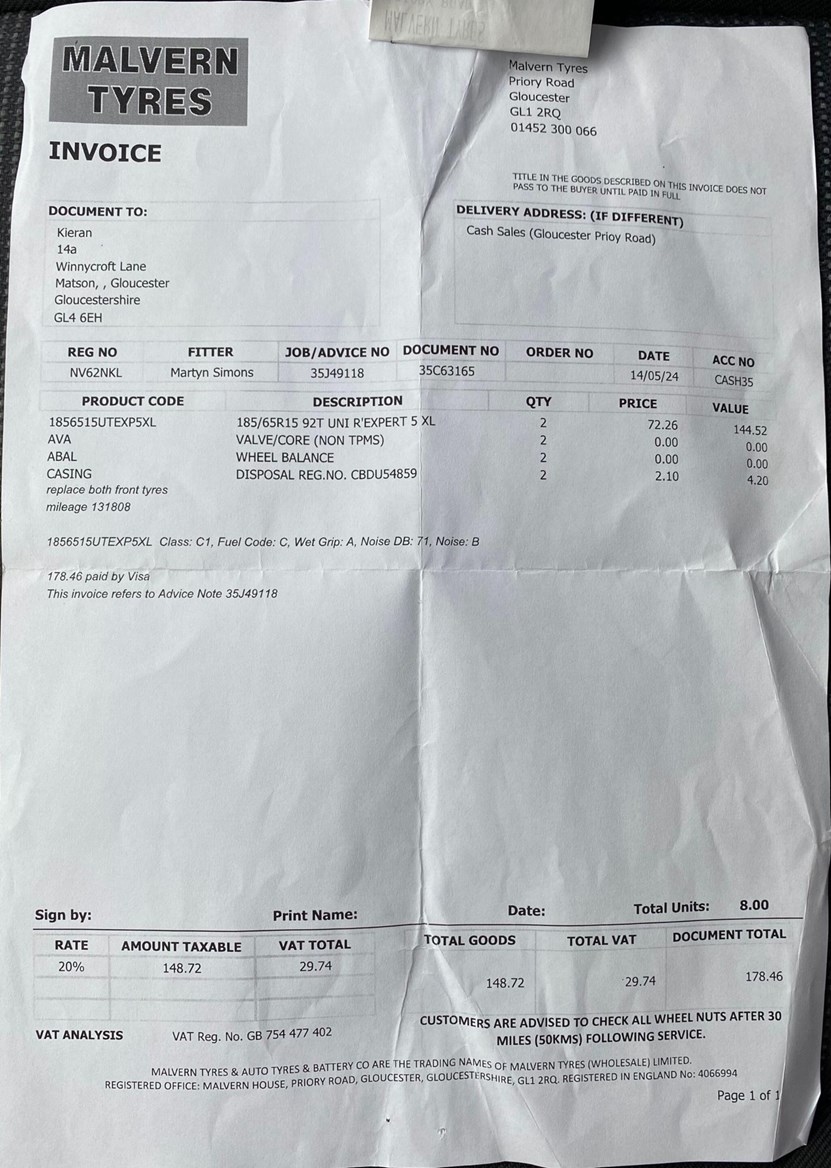 MALVERN
TYRES
INVOICE
Malvern Tyres
Priory Road
Gloucester
GL1 2RQ
01452 300 066
TITLE IN THE GOODS DESCRIBED ON THIS INVOICE DOES NOT
PASS TO THE BUYER UNTIL PAID IN FULL
DOCUMENT TO:
Kieran
14a
Winnycroft Lane
Matson, , Gloucester
Gloucestershire
GL4 6EH
DELIVERY ADDRESS: (IF DIFFERENT)
Cash Sales (Gloucester Prioy Road)
REG NO FITTER JOB/ADVICE NO DOCUMENT NO ORDER NO DATE ACC NO
NV62NKL Martyn Simons 35J49118 35C63165 14/05/24 CASH35
PRODUCT CODE DESCRIPTION QTY PRICE VALUE
1856515UTEXP5XL 185/65R15 92T UNI R'EXPERT 5 XL 2 72.26 144.52
AVA VALVE/CORE (NON TPMS) 2 0.00 0.00
ABAL WHEEL BALANCE 2 0.00 0.00
CASING DISPOSAL REG.NO. CBDU54859 2 2.10 4.20
replace both front tyres
mileage 131808
1856515UTEXP5XL Class: C1, Fuel Code: C, Wet Grip: A, Noise DB: 71, Noise: B
178.46 paid by Visa
This invoice refers to Advice Note 35J49118
Sign by: Print Name: Date: Total Units: 8.00
RATE AMOUNT TAXABLE VAT TOTAL TOTAL GOODS TOTAL VAT DOCUMENT TOTAL
20% 148.72 29.74 148.72 29.74 178.46
VAT ANALYSIS VAT Reg. No. GB 754 477 402
CUSTOMERS ARE ADVISED TO CHECK ALL WHEEL NUTS AFTER 30
MILES (50KMS) FOLLOWING SERVICE.
MALVERN TYRES & AUTO TYRES & BATTERY CO ARE THE TRADING NAMES OF MALVERN TYRES (WHOLESALE) LIMITED.
REGISTERED OFFICE: MALVERN HOUSE, PRIORY ROAD, GLOUCESTER, GLOUCESTERSHIRE, GL1 2RQ. REGISTERED IN ENGLAND No: 4066994
Page 1 of 1